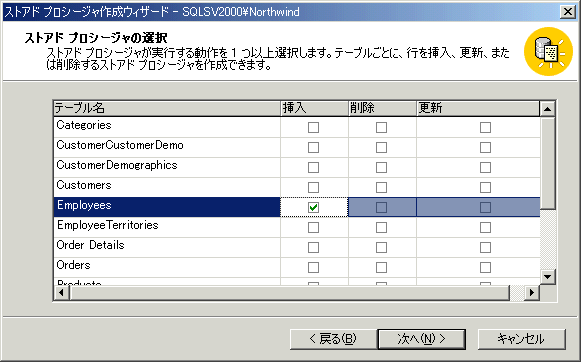 ストアド プロシージャ作成ウィザード - SQLSV2000¥Northwind
ストアド プロシージャの選択
ストアド プロシージャが実行する動作を 1 つ以上選択します。テーブルごとに、行を挿入、更新、また
は削除するストアド プロシージャを作成できます。
テーブル名 挿入 削除 更新
Categories
CustomerCustomerDemo
CustomerDemographics
Customers
Employees
EmployeeTerritories
Order Details
Orders
Products
< 戻る(B) 次へ(N) > キャンセル